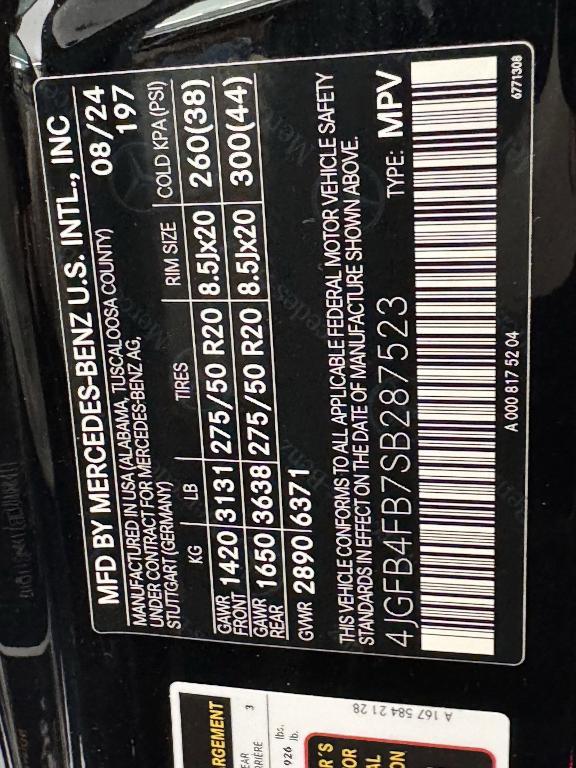 MFD BY MERCEDES-BENZ U.S. INTL., INC
MANUFACTURED IN USA (ALABAMA, TUSCALOOSA COUNTY) 08/24
UNDER CONTRACT FOR MERCEDES-BENZ AG, 197
STUTTGART (GERMANY)
KG LB TIRES RIM SIZE COLD KPA (PSI)
GAWR FRONT 1420 3131 275/50 R20 8.5Jx20 260(38)
GAWR REAR 1650 3638 275/50 R20 8.5Jx20 300(44)
GVWR 2890 6371
THIS VEHICLE CONFORMS TO ALL APPLICABLE FEDERAL MOTOR VEHICLE SAFETY
STANDARDS IN EFFECT ON THE DATE OF MANUFACTURE SHOWN ABOVE.
4JGFB4FB7SB287523 TYPE: MPV
A 000 817 52 04 6771308
A 167 584 21 28
3
926 lbs.
lb.